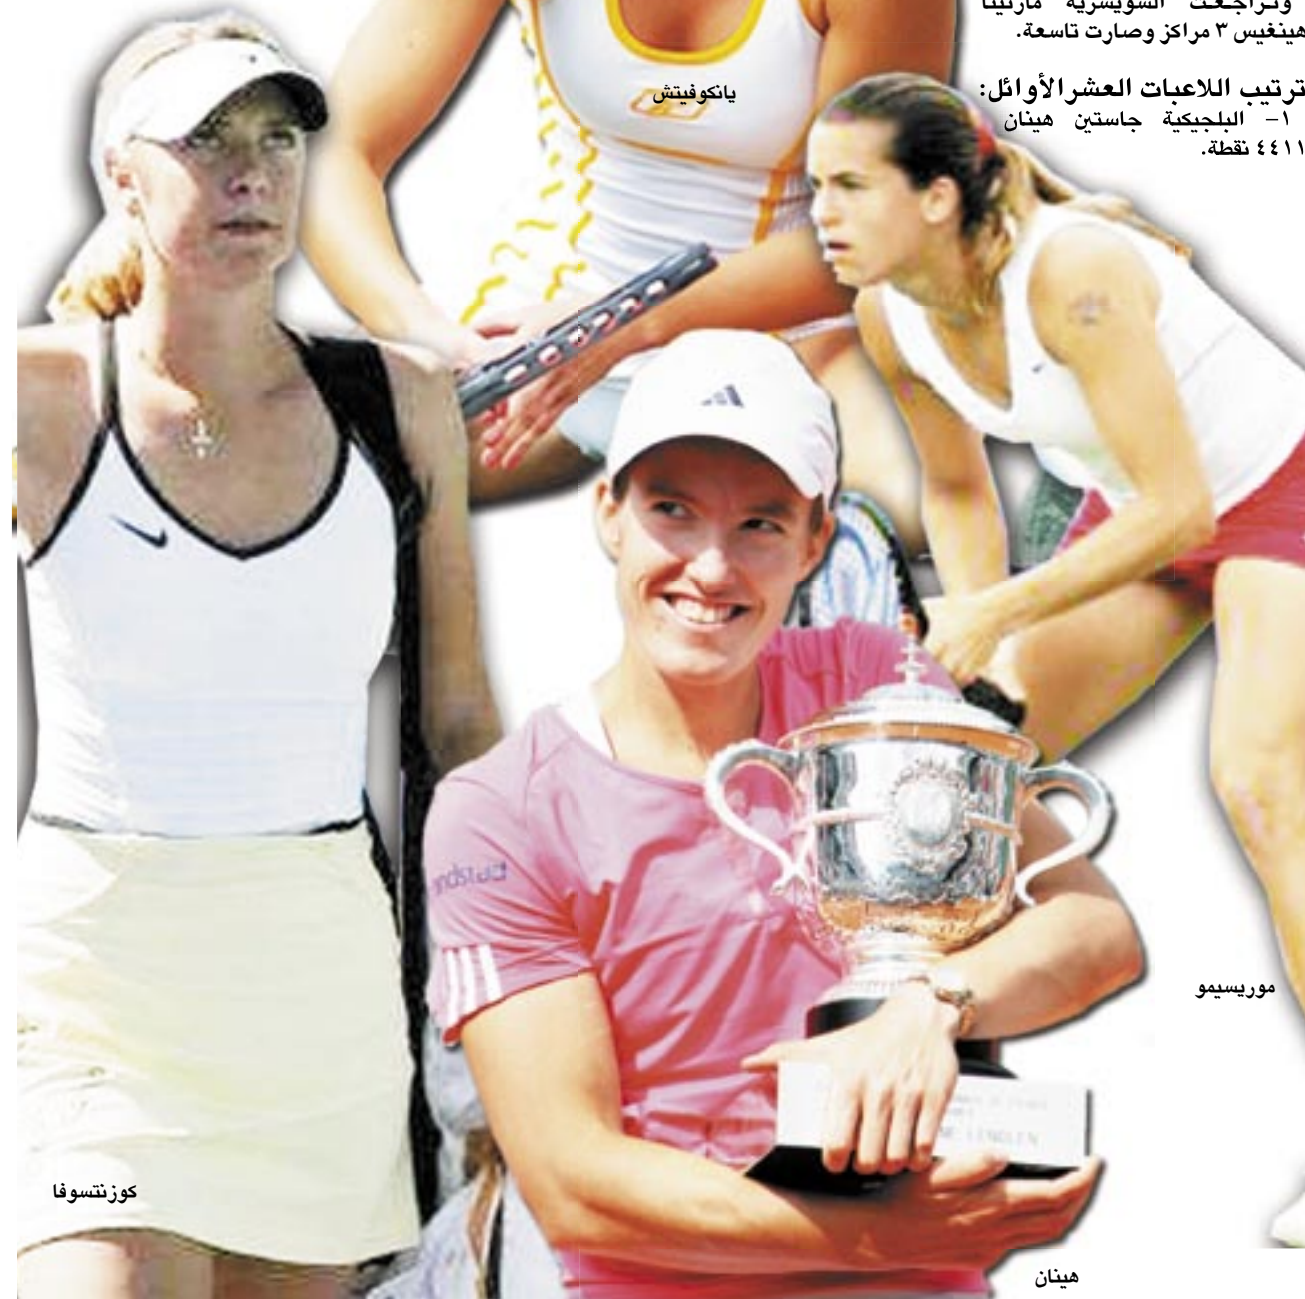 وتراجعت السويسرية مارتينا
هينغيس ٣ مراكز وصارت تاسعة.
ترتيب اللاعبات العشر الأوائل:
١- البلجيكية جاستين هينان
٤٤١١ نقطة.
يانكوفيتش
موريسيمو
كوزنتسوفا
هينان